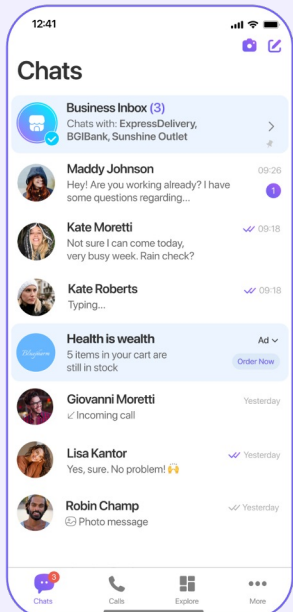 12:41
Chats
Business Inbox (3)
Chats with: ExpressDelivery,
BGIBank, Sunshine Outlet
Maddy Johnson
09:26
Hey! Are you working already? I have
some questions regarding...
1
Kate Moretti
09:18
Not sure I can come today,
very busy week. Rain check?
Kate Roberts
09:18
Typing...
Health is wealth
Ad
5 items in your cart are
still in stock
Order Now
Giovanni Moretti
Yesterday
Incoming call
Lisa Kantor
Yesterday
Yes, sure. No problem! 🙌
Robin Champ
Yesterday
Photo message
3
Chats
Calls
Explore
More